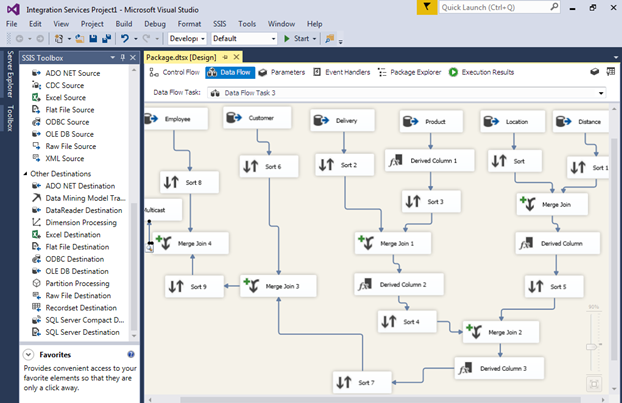 Integration Services Project1 - Microsoft Visual Studio
Quick Launch (Ctrl+Q)
File Edit View Project Build Debug Format SSIS Tools Window Help
Develop Default Start
Server Explorer
Toolbox
SSIS Toolbox
ADO NET Source
CDC Source
Excel Source
Flat File Source
ODBC Source
OLE DB Source
Raw File Source
XML Source
Other Destinations
ADO NET Destination
Data Mining Model Tra...
DataReader Destination
Dimension Processing
Excel Destination
Flat File Destination
ODBC Destination
OLE DB Destination
Partition Processing
Raw File Destination
Recordset Destination
SQL Server Compact D...
SQL Server Destination
Favorites
Provides convenient access to your
favorite elements so that they are
only a click away.
Package.dtsx [Design]
Control Flow Data Flow Parameters Event Handlers Package Explorer Execution Results
Data Flow Task: Data Flow Task 3
Employee Customer Delivery Product Location Distance
Sort 6 Sort 2 Derived Column 1 Sort Sort 1
Sort 8 Sort 3 Merge Join
Multicast
Merge Join 4 Merge Join 1 Derived Column
Sort 9 Merge Join 3 Derived Column 2 Sort 5
80%
Sort 4 Merge Join 2
Sort 7 Derived Column 3